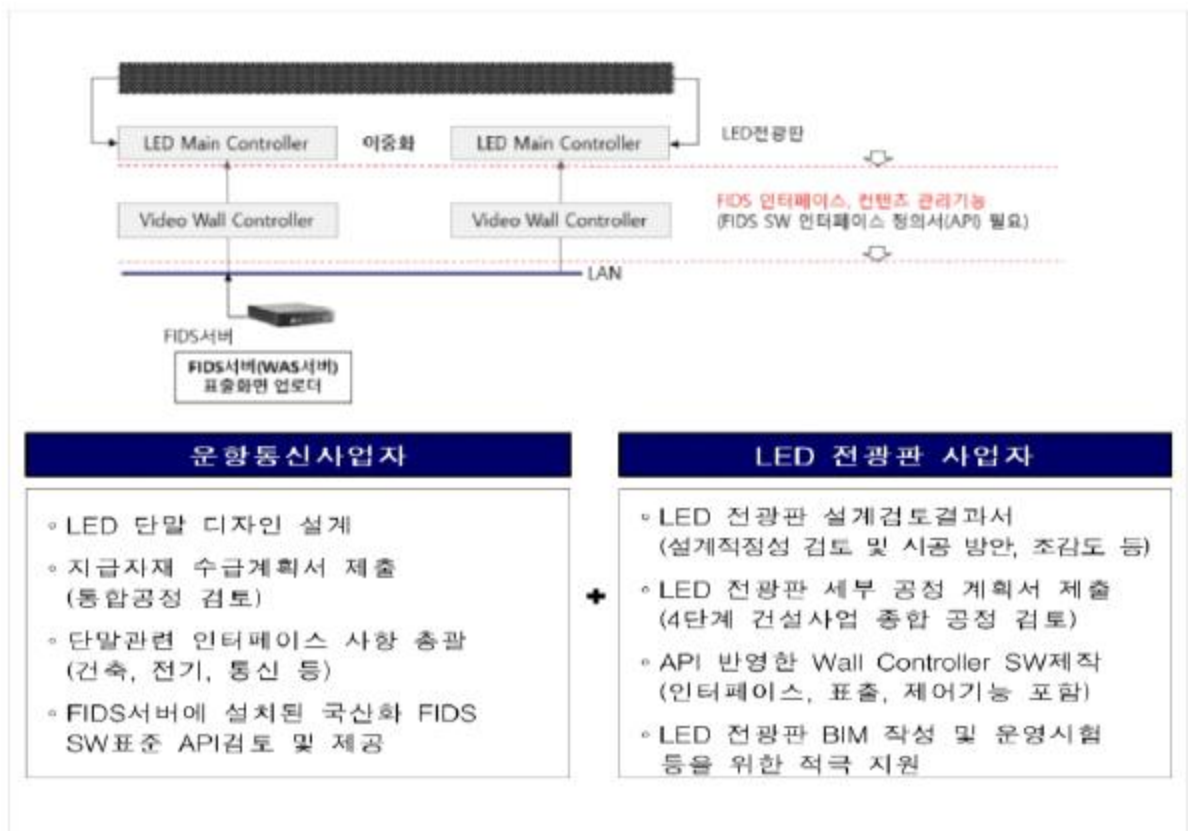 LED Main Controller
이중화
LED Main Controller
LED전광판
Video Wall Controller
Video Wall Controller
FIDS 인터페이스, 컨텐츠 관리기능
(FIDS SW 인터페이스 정의서(API) 필요)
LAN
FIDS서버
FIDS서버(WAS서버)
표출화면 업로더
운항통신사업자
◦ LED 단말 디자인 설계
◦ 지급자재 수급계획서 제출
(통합공정 검토)
◦ 단말관련 인터페이스 사항 총괄
(건축, 전기, 통신 등)
◦ FIDS서버에 설치된 국산화 FIDS
SW표준 API검토 및 제공
+
LED 전광판 사업자
◦ LED 전광판 설계검토결과서
(설계적정성 검토 및 시공 방안, 조감도 등)
◦ LED 전광판 세부 공정 계획서 제출
(4단계 건설사업 종합 공정 검토)
◦ API 반영한 Wall Controller SW제작
(인터페이스, 표출, 제어기능 포함)
◦ LED 전광판 BIM 작성 및 운영시험
등을 위한 적극 지원